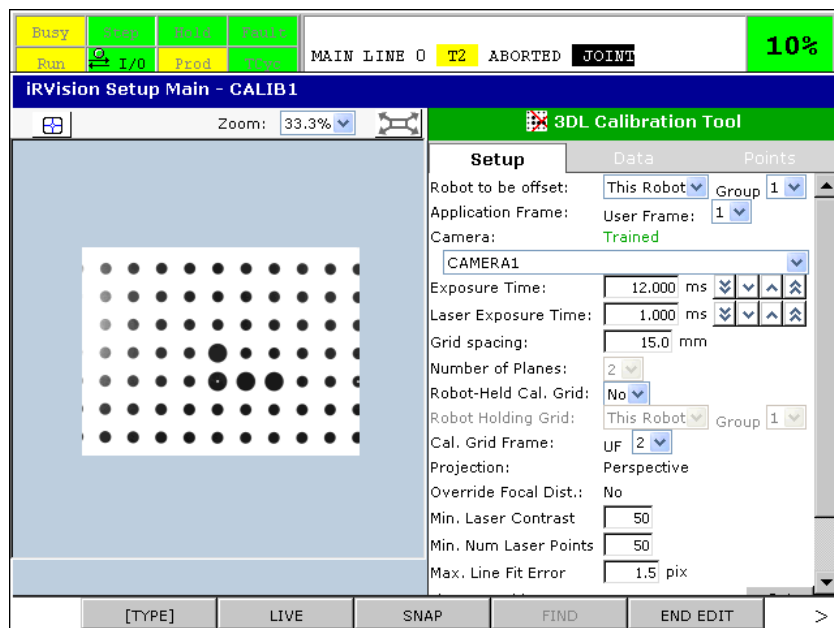 Busy Step Hold Fault
Run I/O Prod TCyc
MAIN LINE 0 T2 ABORTED JOINT
10%
iRVision Setup Main - CALIB1
Zoom: 33.3%
3DL Calibration Tool
Setup Data Points
Robot to be offset: This Robot Group 1
Application Frame: User Frame: 1
Camera: Trained
CAMERA1
Exposure Time: 12.000 ms
Laser Exposure Time: 1.000 ms
Grid spacing: 15.0 mm
Number of Planes: 2
Robot-Held Cal. Grid: No
Robot Holding Grid: This Robot Group 1
Cal. Grid Frame: UF 2
Projection: Perspective
Override Focal Dist.: No
Min. Laser Contrast 50
Min. Num Laser Points 50
Max. Line Fit Error 1.5 pix
[TYPE] LIVE SNAP FIND END EDIT >